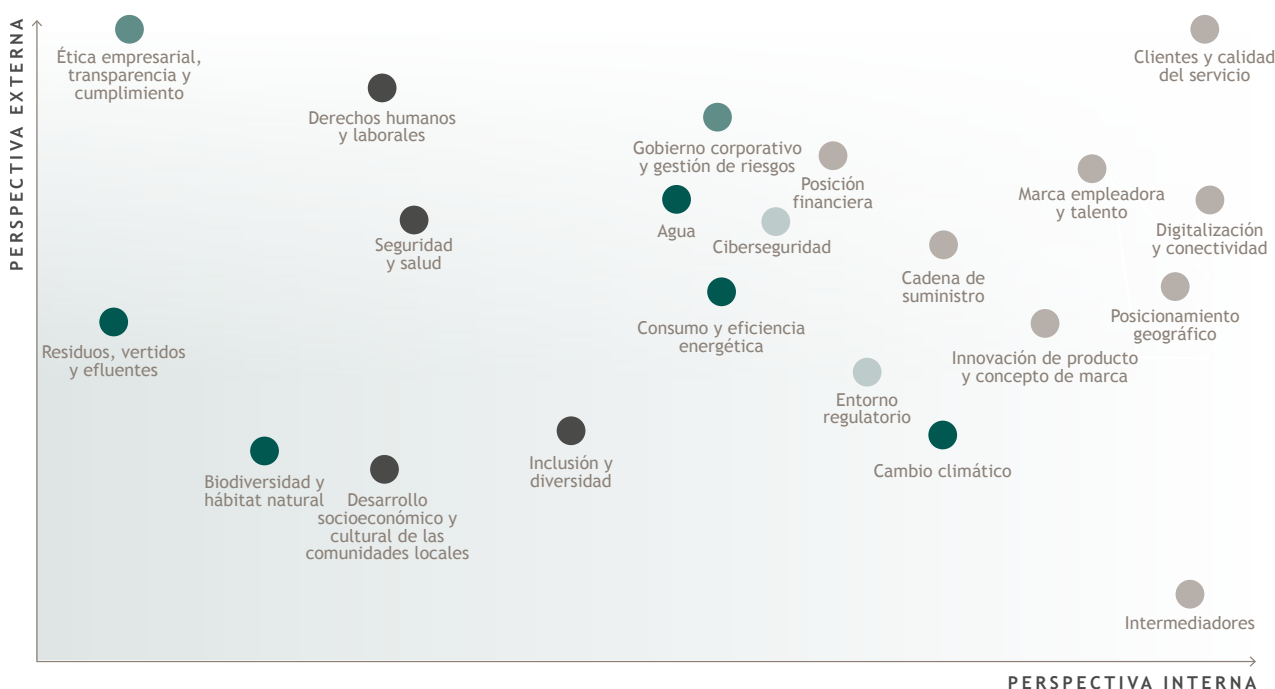 PERSPECTIVA EXTERNA
Ética empresarial,
transparencia y
cumplimiento
Clientes y calidad
del servicio
Derechos humanos
y laborales
Gobierno corporativo
y gestión de riesgos
Posición
financiera
Marca empleadora
y talento
Agua
Ciberseguridad
Digitalización
y conectividad
Seguridad
y salud
Cadena de
suministro
Posicionamiento
geográfico
Consumo y eficiencia
energética
Residuos, vertidos
y efluentes
Innovación de producto
y concepto de marca
Entorno
regulatorio
Inclusión y
diversidad
Cambio climático
Biodiversidad y
hábitat natural
Desarrollo
socioeconómico y
cultural de las
comunidades locales
Intermediadores
PERSPECTIVA INTERNA